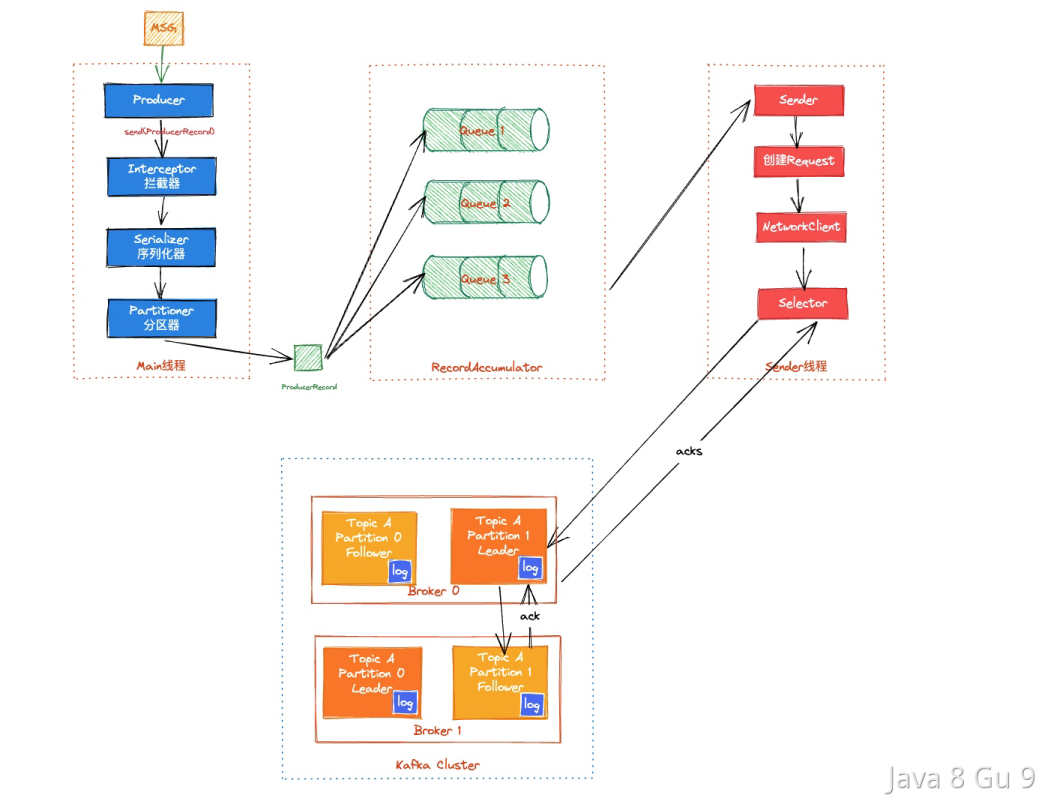 MSG
Producer
send(ProducerRecord)
Interceptor
拦截器
Serializer
序列化器
Partitioner
分区器
Main线程
ProducerRecord
Queue 1
Queue 2
Queue 3
RecordAccumulator
Sender
创建Request
NetworkClient
Selector
Sender线程
acks
Topic A
Partition 0
Follower
log
Topic A
Partition 1
Leader
log
Broker 0
ack
Topic A
Partition 0
Leader
log
Topic A
Partition 1
Follower
log
Broker 1
Kafka Cluster
Java 8 Gu 9